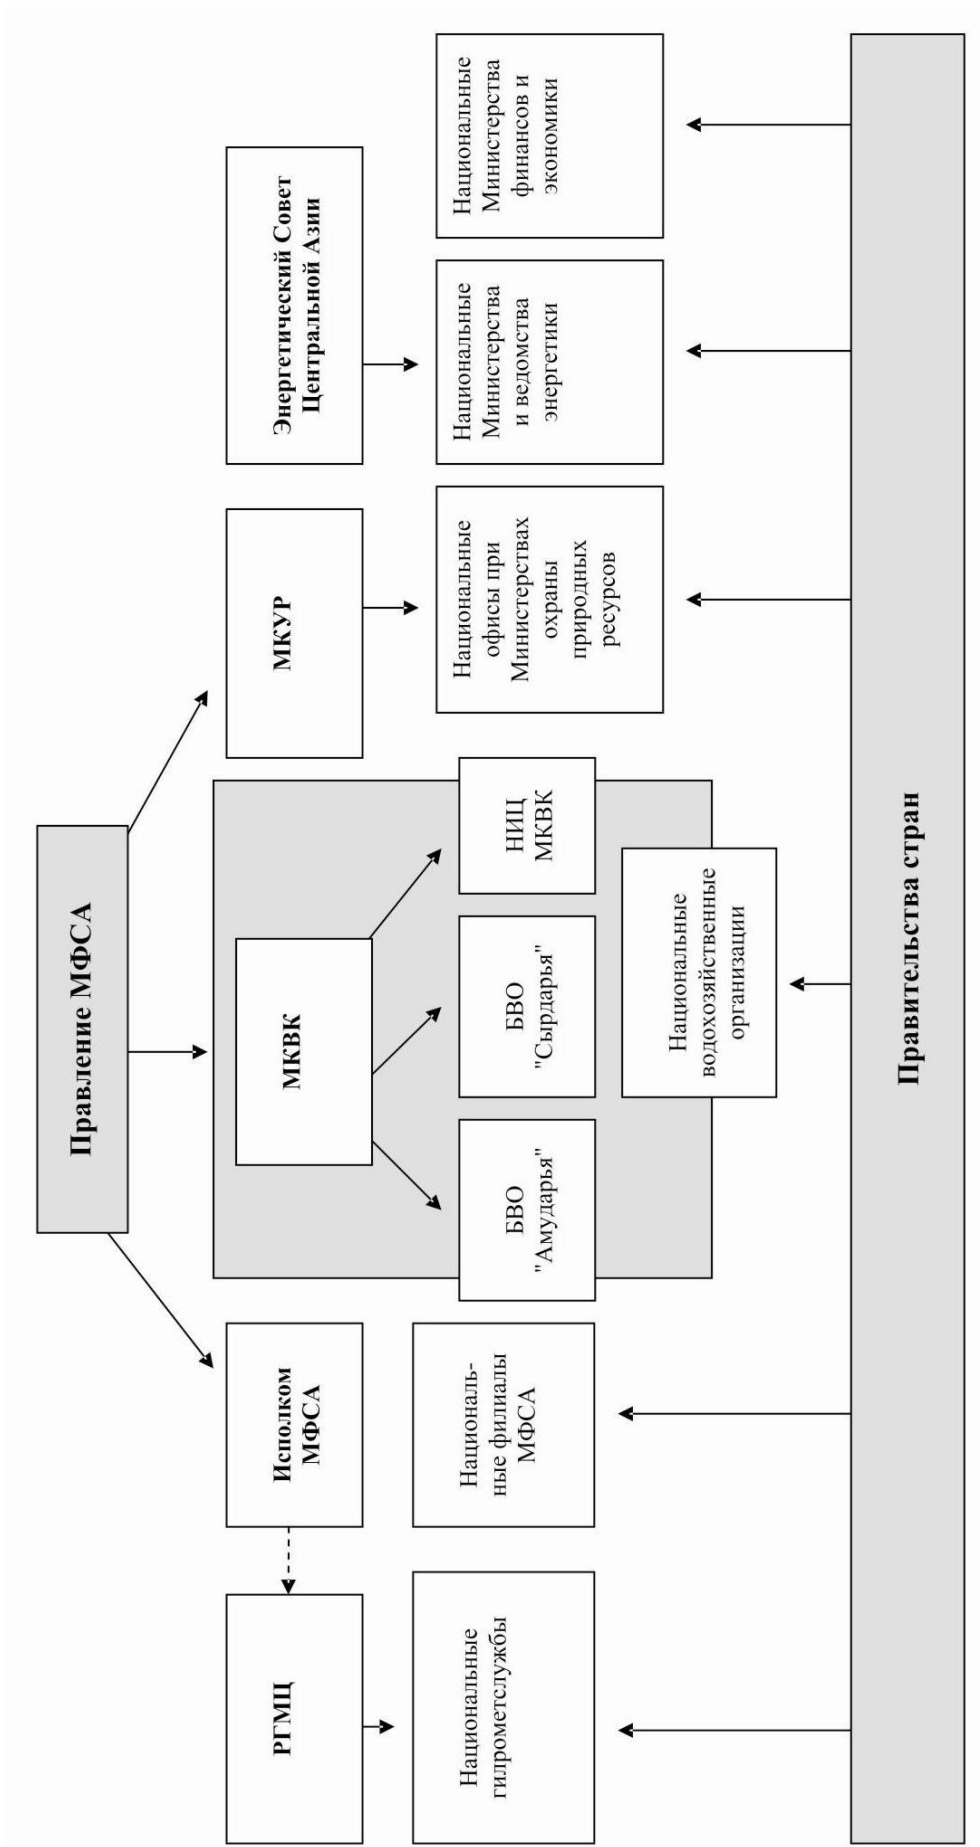 Правление МФСА
РГМЦ
Исполком
МФСА
МКВК
МКУР
Энергетический Совет
Центральной Азии
Национальные
гилрометслужбы
Националь-
ные филиалы
МФСА
БВО
"Амударья"
БВО
"Сырдарья"
НИЦ
МКВК
Национальные
офисы при
Министерствах
охраны
природных
ресурсов
Национальные
Министерства
и ведомства
энергетики
Национальные
Министерства
финансов и
экономики
Национальные
водохозяйственные
организации
Правительства стран